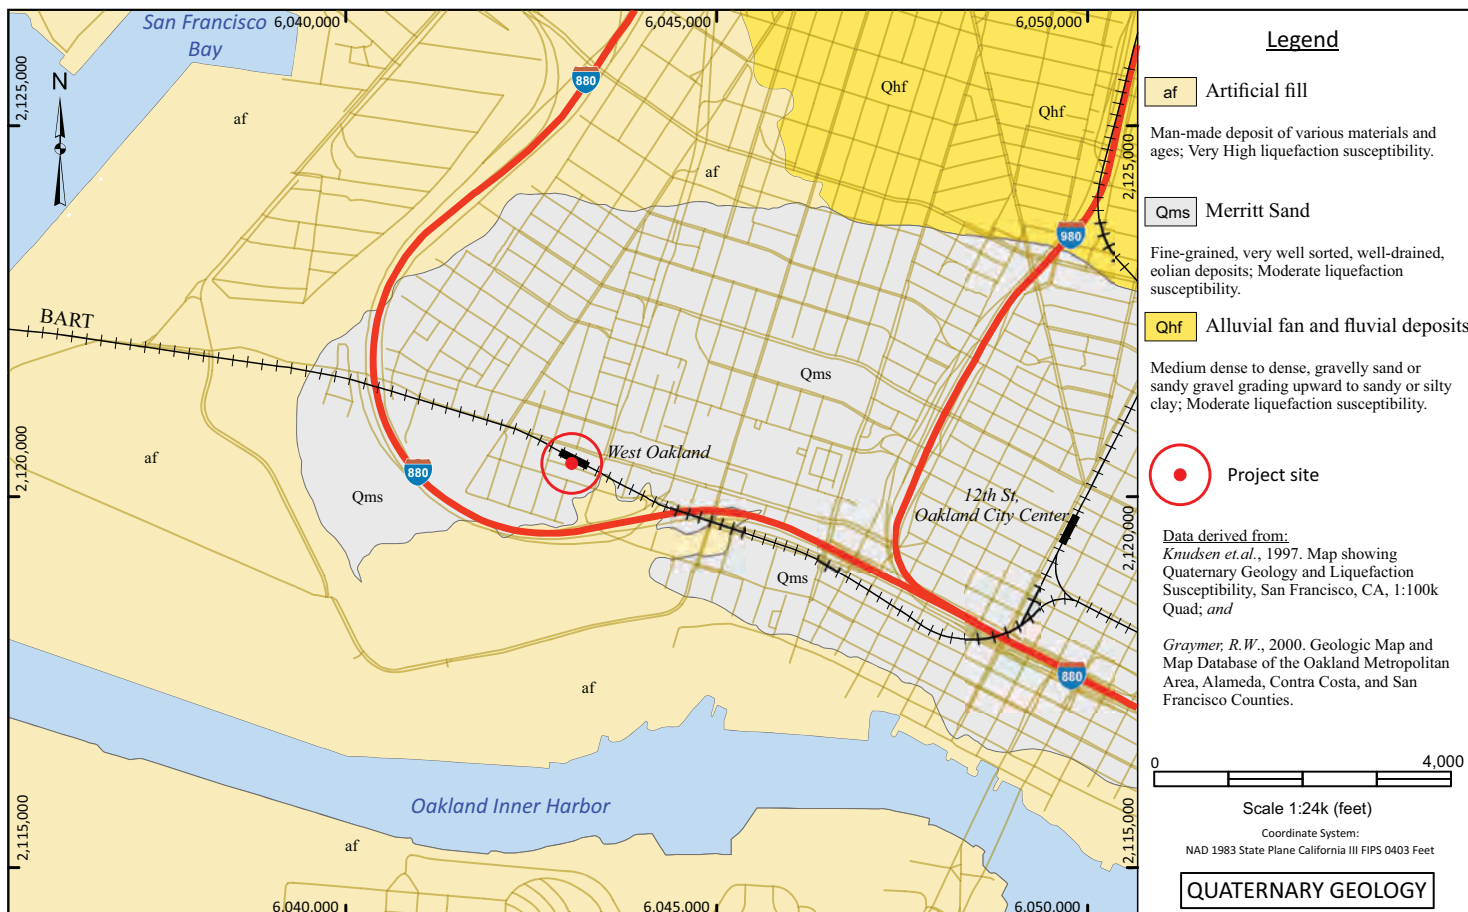 San Francisco
Bay
6,040,000
6,045,000
6,050,000
2,125,000
N
880
af
af
Qhf
Qhf
2,125,000
980
BART
Qms
af
2,120,000
West Oakland
880
Qms
12th St,
Oakland City Center
2,120,000
Qms
af
880
Oakland Inner Harbor
2,115,000
af
2,115,000
6,040,000
6,045,000
6,050,000
Legend
af Artificial fill
Man-made deposit of various materials and
ages; Very High liquefaction susceptibility.
Qms Merritt Sand
Fine-grained, very well sorted, well-drained,
eolian deposits; Moderate liquefaction
susceptibility.
Qhf Alluvial fan and fluvial deposits
Medium dense to dense, gravelly sand or
sandy gravel grading upward to sandy or silty
clay; Moderate liquefaction susceptibility.
Project site
Data derived from:
Knudsen et.al., 1997. Map showing
Quaternary Geology and Liquefaction
Susceptibility, San Francisco, CA, 1:100k
Quad; and
Graymer, R.W., 2000. Geologic Map and
Map Database of the Oakland Metropolitan
Area, Alameda, Contra Costa, and San
Francisco Counties.
0 4,000
Scale 1:24k (feet)
Coordinate System:
NAD 1983 State Plane California III FIPS 0403 Feet
QUATERNARY GEOLOGY